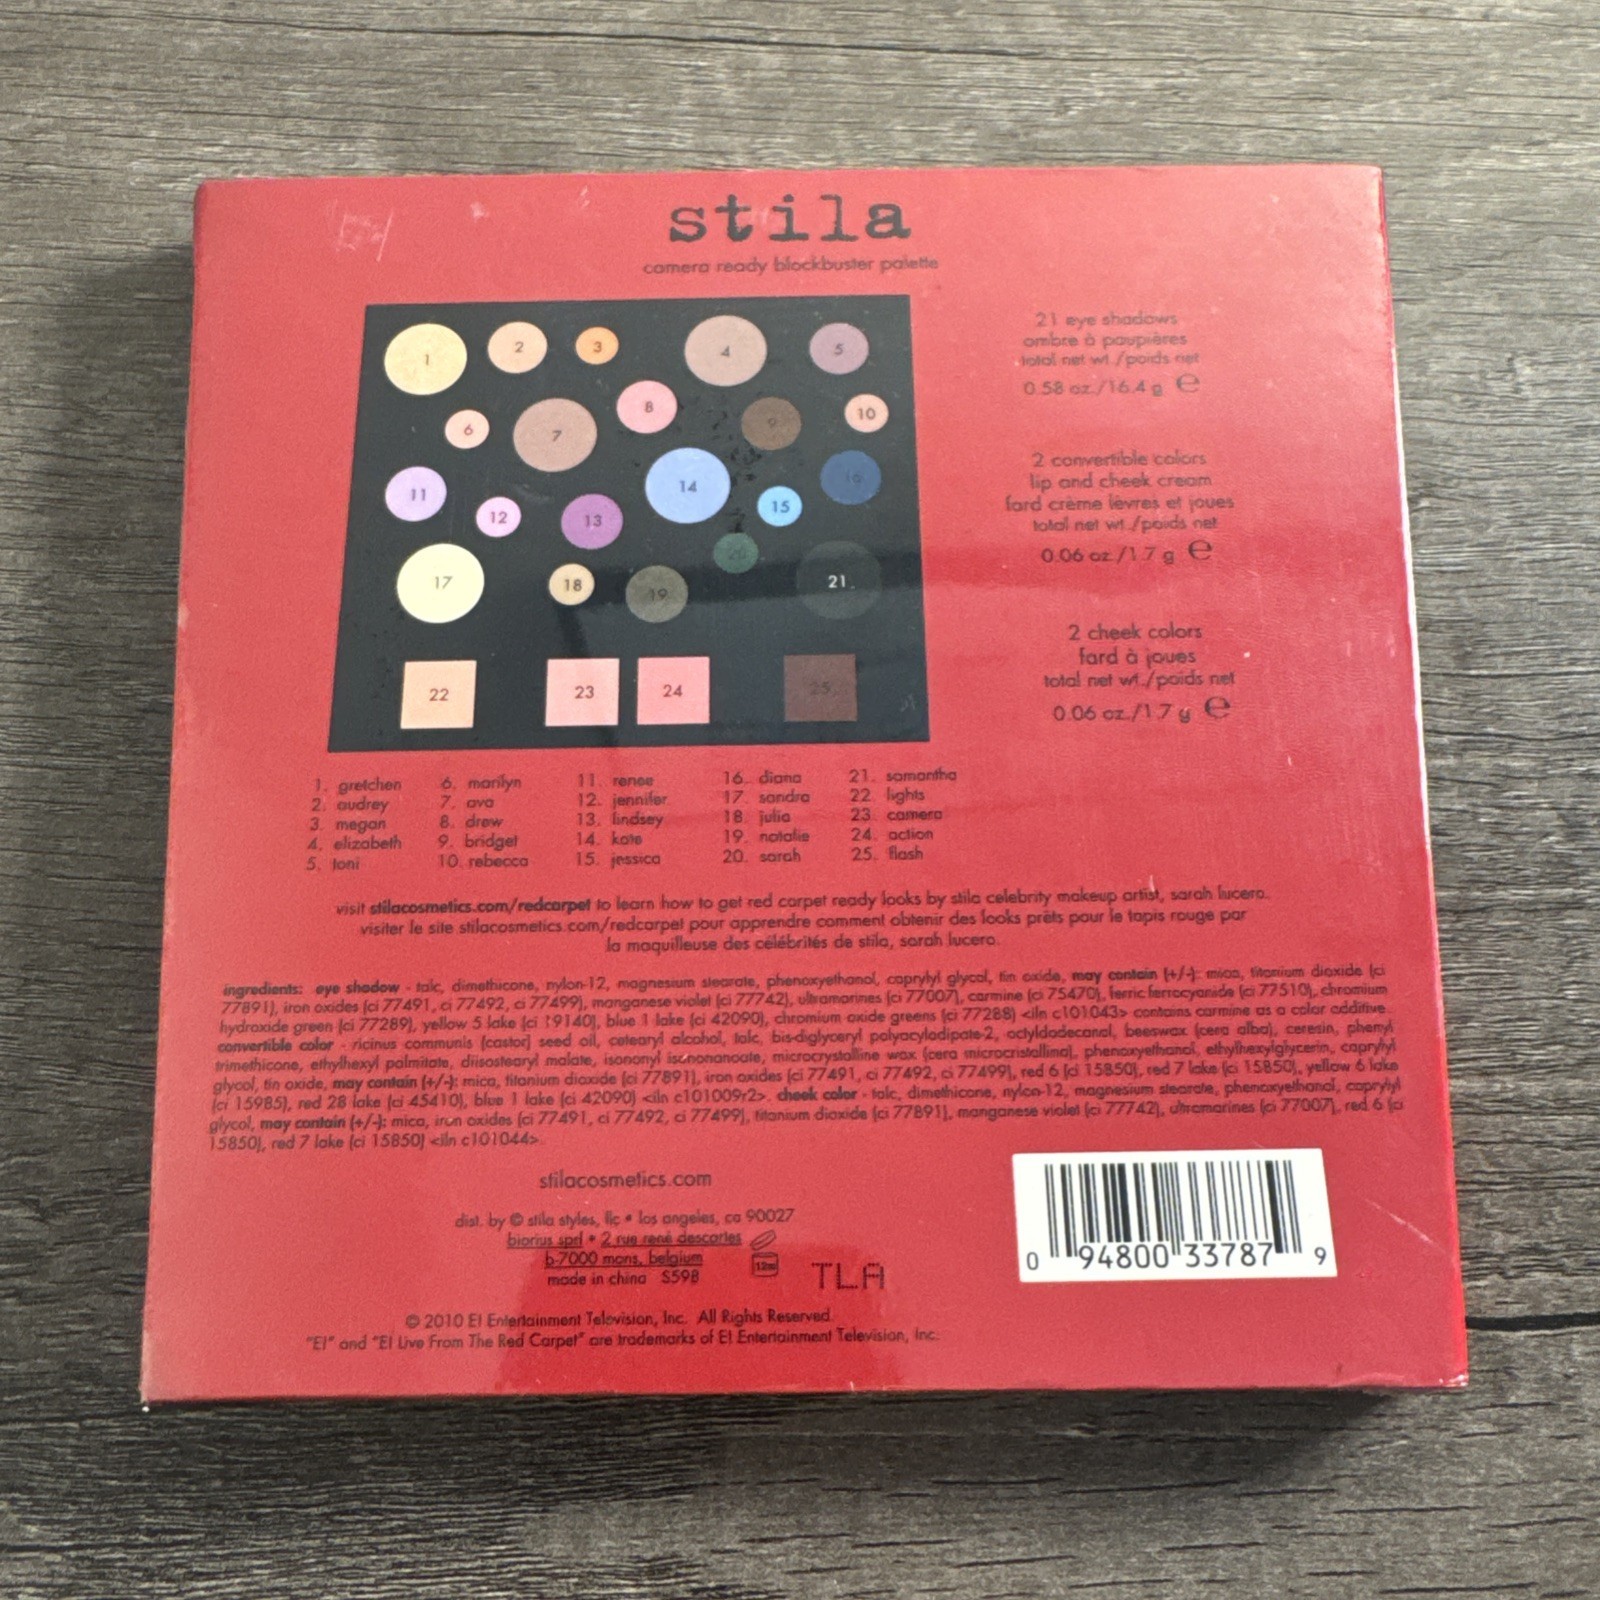 stila
camera ready blockbuster palette
1 2 3 4 5
6 7 8 9 10
11 12 13 14 15 16
17 18 19 20 21
22 23 24 25
21 eye shadows
ombre à paupières
total net wt./poids net
0.58 oz./16.4 g ℮
2 convertible colors
lip and cheek cream
fard crème lèvres et joues
total net wt./poids net
0.06 oz./1.7 g ℮
2 cheek colors
fard à joues
total net wt./poids net
0.06 oz./1.7 g ℮
1. gretchen 6. marilyn 11. renee 16. diana 21. samantha
2. audrey 7. ava 12. jennifer 17. sandra 22. lights
3. megan 8. drew 13. lindsey 18. julia 23. camera
4. elizabeth 9. bridget 14. kate 19. natalie 24. action
5. toni 10. rebecca 15. jessica 20. sarah 25. flash
visit stilacosmetics.com/redcarpet to learn how to get red carpet ready looks by stila celebrity makeup artist, sarah lucero.
visiter le site stilacosmetics.com/redcarpet pour apprendre comment obtenir des looks prêts pour le tapis rouge par
la maquilleuse des célébrités de stila, sarah lucero.
ingredients: eye shadow - talc, dimethicone, nylon-12, magnesium stearate, phenoxyethanol, caprylyl glycol, tin oxide, may contain (+/-): mica, titanium dioxide (ci
77891), iron oxides (ci 77491, ci 77492, ci 77499), manganese violet (ci 77742), ultramarines (ci 77007), carmine (ci 75470), ferric ferrocyanide (ci 77510), chromium
hydroxide green (ci 77289), yellow 5 lake (ci 19140), blue 1 lake (ci 42090), chromium oxide greens (ci 77288) <iln c101043> contains carmine as a color additive.
convertible color - ricinus communis (castor) seed oil, cetearyl alcohol, talc, bis-diglyceryl polyacyladipate-2, octyldodecanol, beeswax (cera alba), ceresin, phenyl
trimethicone, ethylhexyl palmitate, diisostearyl malate, isononyl isononanoate, microcrystalline wax (cera microcristallina), phenoxyethanol, ethylhexylglycerin, caprylyl
glycol, tin oxide, may contain (+/-): mica, titanium dioxide (ci 77891), iron oxides (ci 77491, ci 77492, ci 77499), red 6 (ci 15850), red 7 lake (ci 15850), yellow 6 lake
(ci 15985), red 28 lake (ci 45410), blue 1 lake (ci 42090) <iln c101009r2>. cheek color - talc, dimethicone, nylon-12, magnesium stearate, phenoxyethanol, caprylyl
glycol, may contain (+/-): mica, iron oxides (ci 77491, ci 77492, ci 77499), titanium dioxide (ci 77891), manganese violet (ci 77742), ultramarines (ci 77007), red 6 (ci
15850), red 7 lake (ci 15850) <iln c101044>.
stilacosmetics.com
dist. by © stila styles, llc • los angeles, ca 90027
biorius sprl • 2 rue rené descartes
b-7000 mons, belgium
made in china S598
12m
TLA
0 94800 33787 9
© 2010 E! Entertainment Television, Inc. All Rights Reserved.
"E!" and "E! Live From The Red Carpet" are trademarks of E! Entertainment Television, Inc.